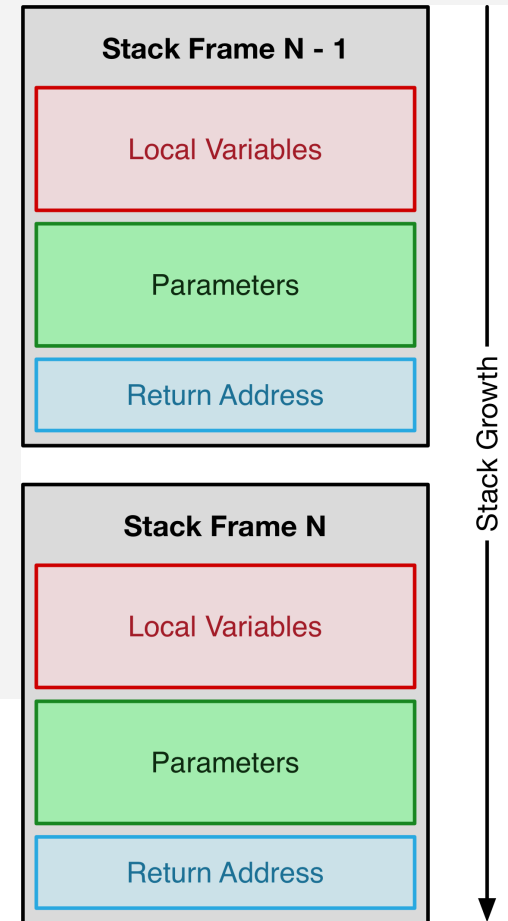 Stack Frame N - 1
Local Variables
Parameters
Return Address
Stack Growth
Stack Frame N
Local Variables
Parameters
Return Address